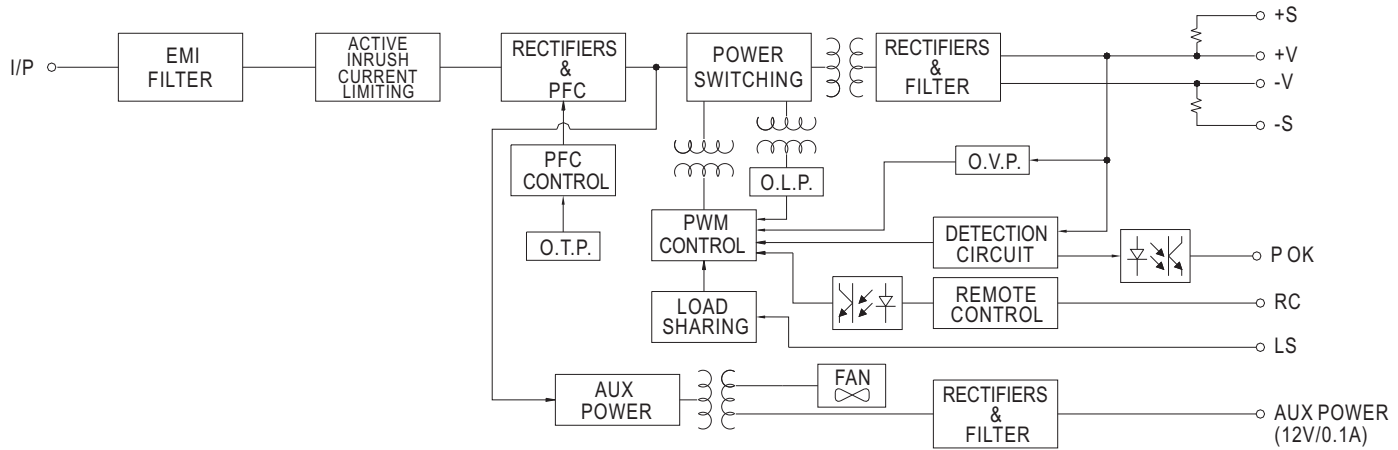 I/P
EMI
FILTER
ACTIVE
INRUSH
CURRENT
LIMITING
RECTIFIERS
&
PFC
POWER
SWITCHING
RECTIFIERS
&
FILTER
+S
+V
-V
-S
PFC
CONTROL
O.T.P.
O.L.P.
O.V.P.
PWM
CONTROL
DETECTION
CIRCUIT
P OK
LOAD
SHARING
REMOTE
CONTROL
RC
LS
AUX
POWER
FAN
RECTIFIERS
&
FILTER
AUX POWER
(12V/0.1A)